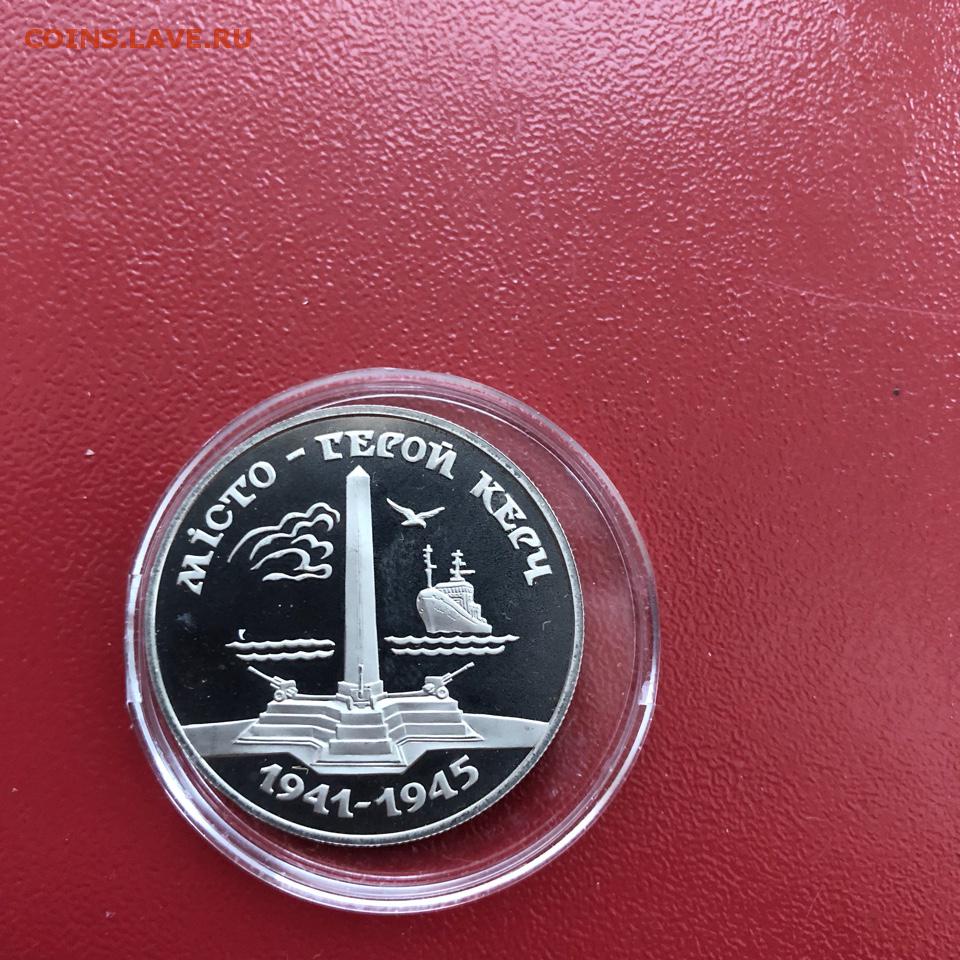 COINS.LAVE.RU
МІСТО - ГЕРОЙ КЕРЧ
1941-1945